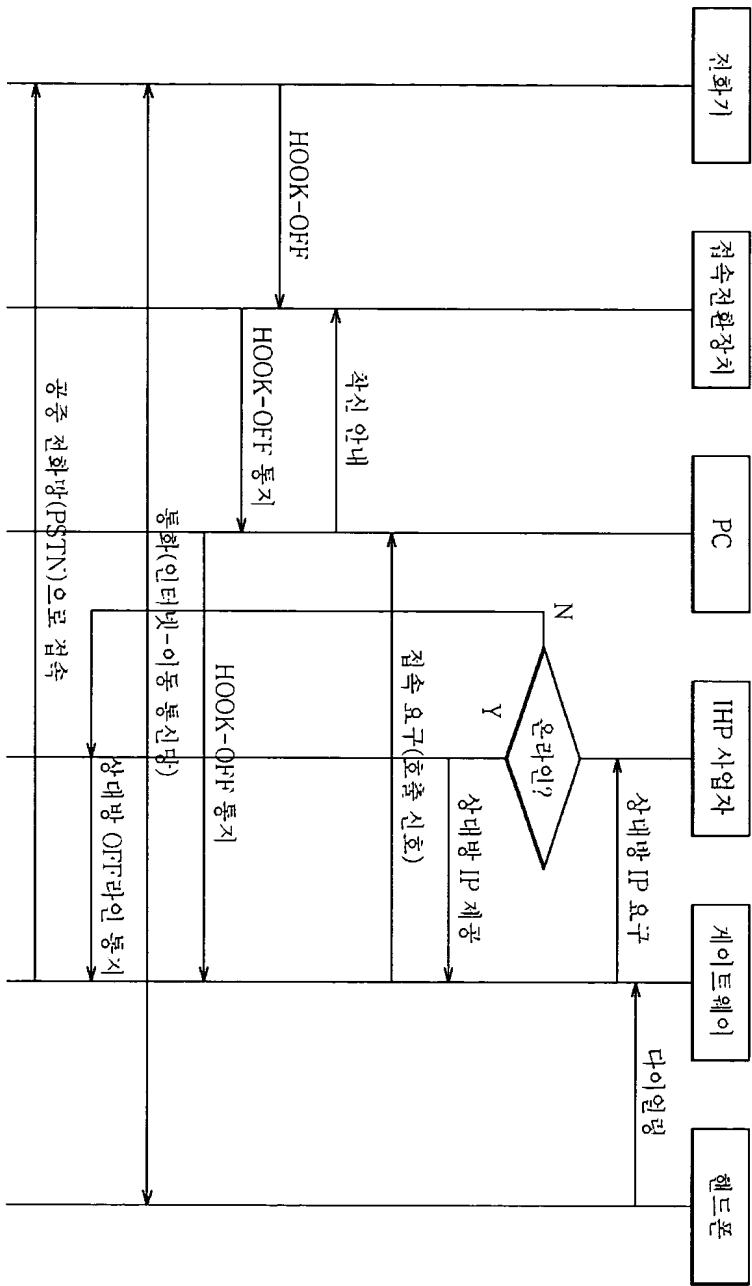 전화기
접속전환장치
PC
IHP 사업자
게이트웨이
핸드폰
다이얼링
상대방 IP 요구
온라인?
N
Y
상대방 IP 제공
접속 요구(호출 신호)
착신 안내
HOOK-OFF
HOOK-OFF 통지
HOOK-OFF 통지
통화(인터넷-이동 통신망)
상대방 OFF라인 통지
공중 전화망(PSTN)으로 접속